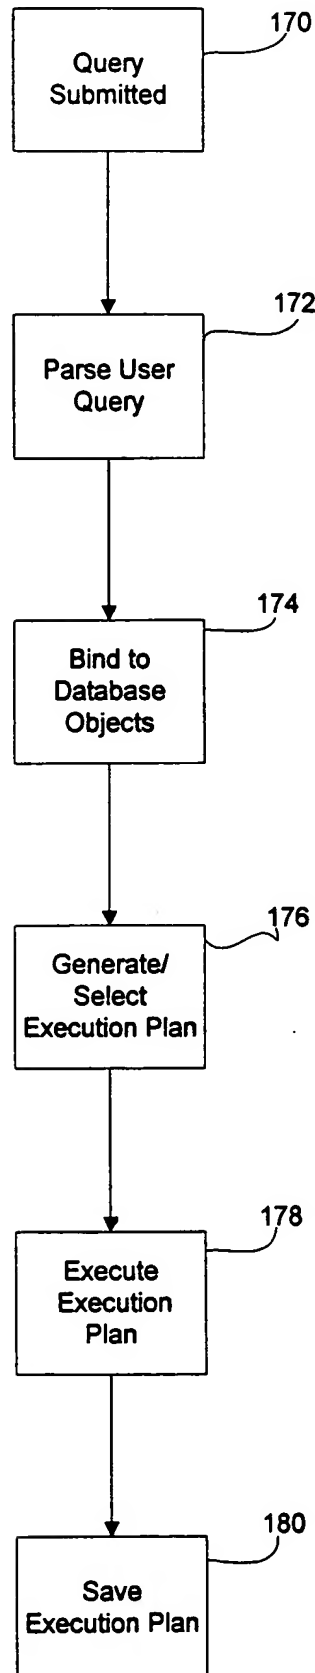 170
Query
Submitted
172
Parse User
Query
174
Bind to
Database
Objects
176
Generate/
Select
Execution Plan
178
Execute
Execution
Plan
180
Save
Execution Plan